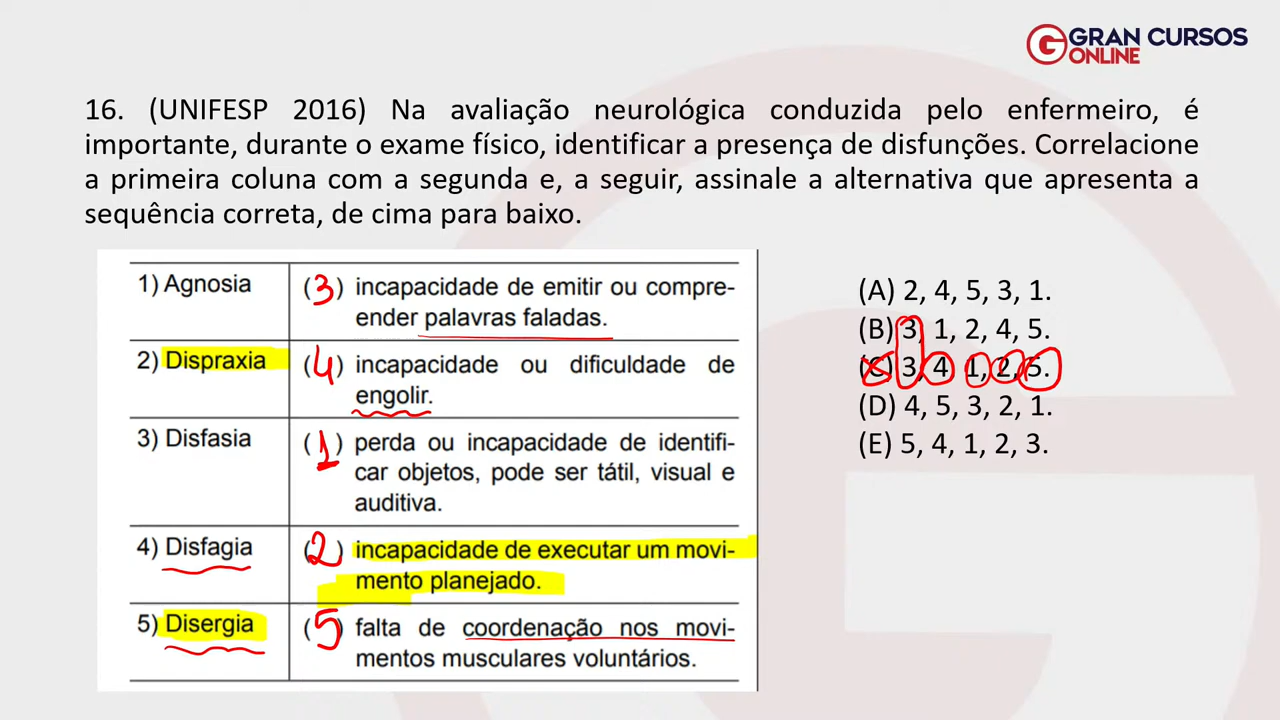 GRAN CURSOS
ONLINE
16. (UNIFESP 2016) Na avaliação neurológica conduzida pelo enfermeiro, é
importante, durante o exame físico, identificar a presença de disfunções. Correlacione
a primeira coluna com a segunda e, a seguir, assinale a alternativa que apresenta a
sequência correta, de cima para baixo.
1) Agnosia
(3) incapacidade de emitir ou compre-
ender palavras faladas.
2) Dispraxia
(4) incapacidade ou dificuldade de
engolir.
3) Disfasia
(1) perda ou incapacidade de identifi-
car objetos, pode ser tátil, visual e
auditiva.
4) Disfagia
(2) incapacidade de executar um movi-
mento planejado.
5) Disergia
(5) falta de coordenação nos movi-
mentos musculares voluntários.
(A) 2, 4, 5, 3, 1.
(B) 3, 1, 2, 4, 5.
(C) 3, 4, 1, 2, 5.
(D) 4, 5, 3, 2, 1.
(E) 5, 4, 1, 2, 3.